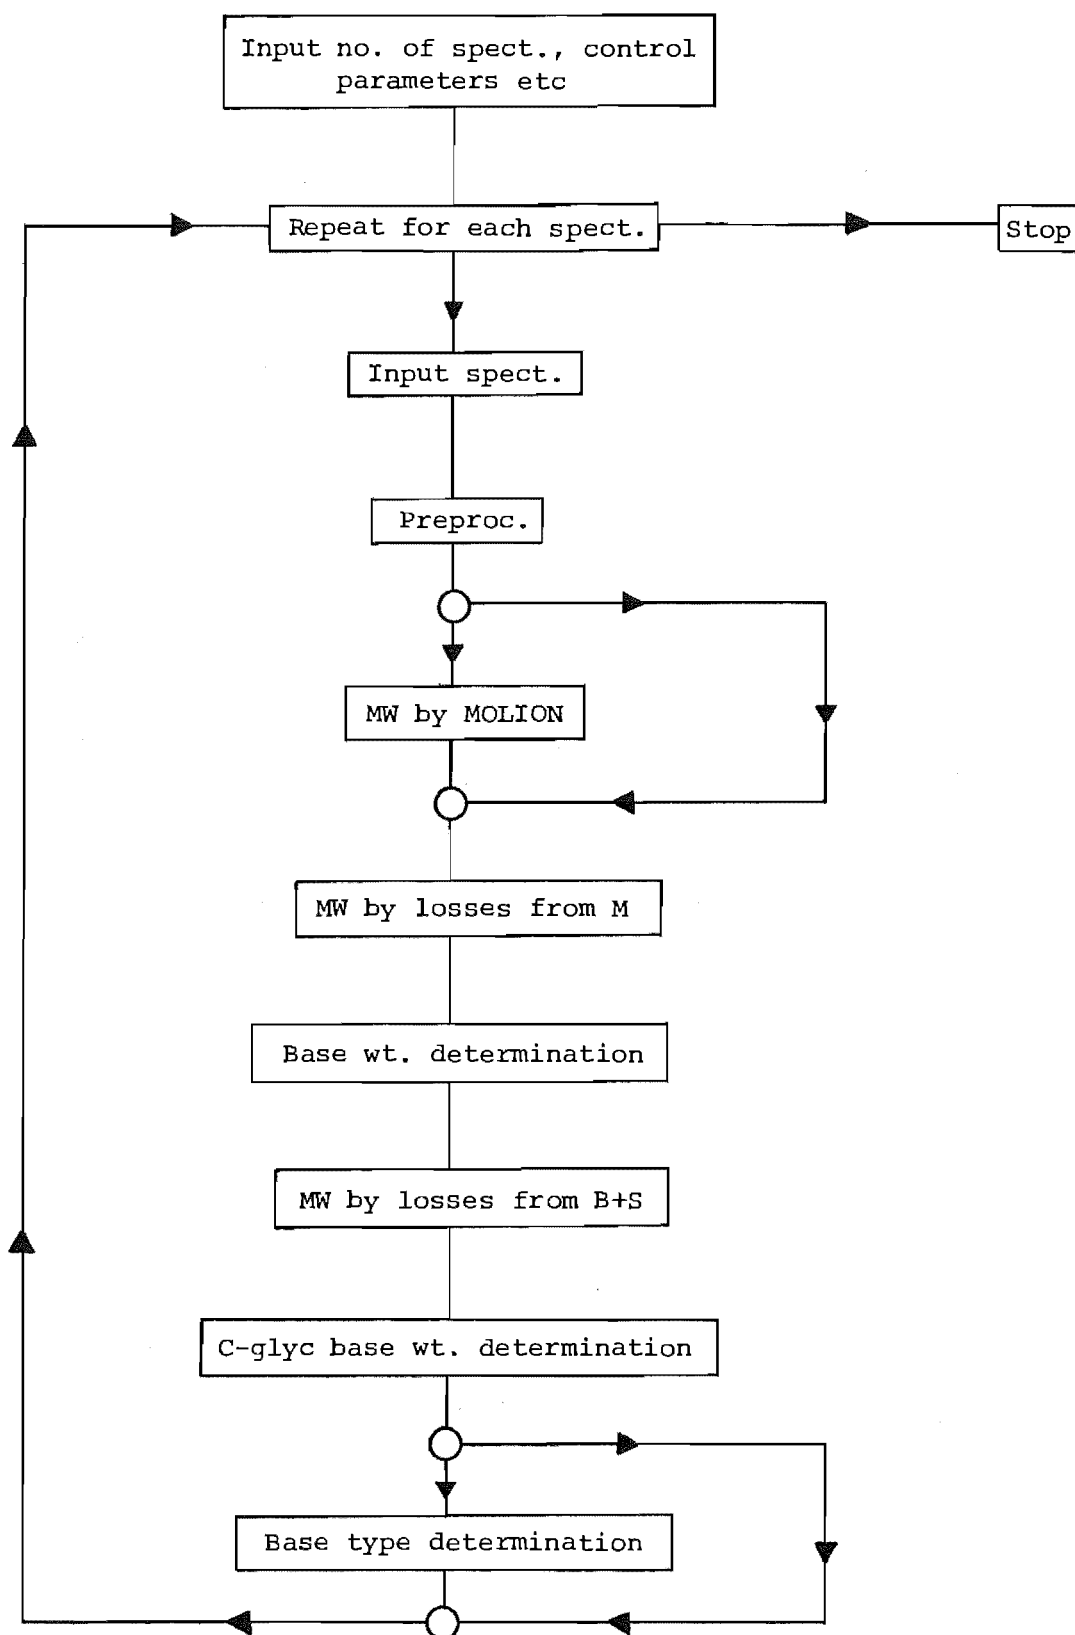 Input no. of spect., control
parameters etc
Repeat for each spect.
Stop
Input spect.
Preproc.
MW by MOLION
MW by losses from M
Base wt. determination
MW by losses from B+S
C-glyc base wt. determination
Base type determination